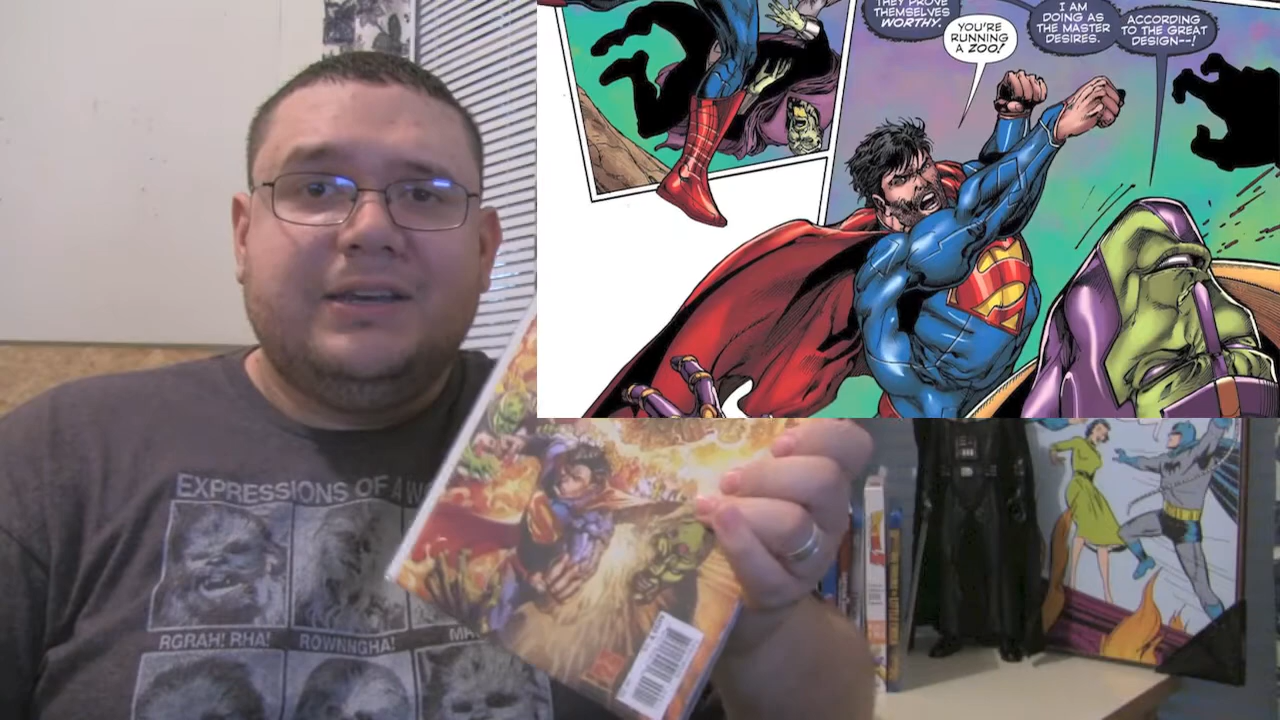 THEY PROVE
THEMSELVES
WORTHY.
YOU'RE
RUNNING
A ZOO!
I AM
DOING AS
THE MASTER
DESIRES.
ACCORDING
TO THE GREAT
DESIGN--!
EXPRESSIONS OF A
RGRAH! RHA!
ROWNNGHA!